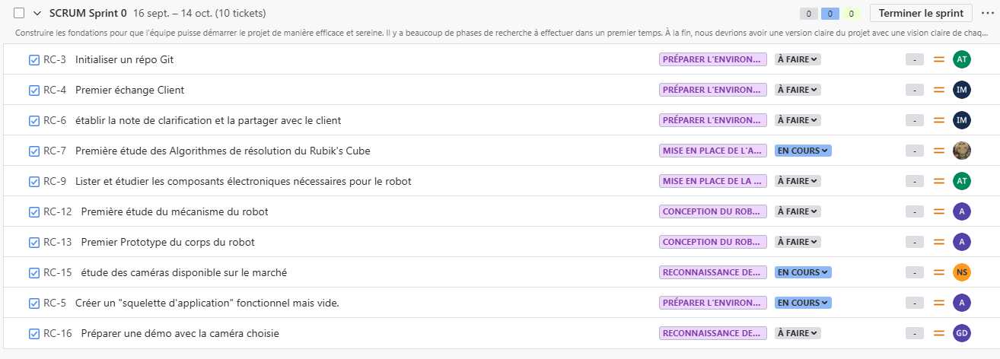 SCRUM Sprint 0 16 sept. – 14 oct. (10 tickets) 0 0 0 Terminer le sprint
Construire les fondations pour que l'équipe puisse démarrer le projet de manière efficace et sereine. Il y a beaucoup de phases de recherche à effectuer dans un premier temps. À la fin, nous devrions avoir une version claire du projet avec une vision claire de chaq...
RC-3 Initialiser un répo Git PRÉPARER L'ENVIRON... À FAIRE - AT
RC-4 Premier échange Client PRÉPARER L'ENVIRON... À FAIRE - IM
RC-6 établir la note de clarification et la partager avec le client PRÉPARER L'ENVIRON... À FAIRE - IM
RC-7 Première étude des Algorithmes de résolution du Rubik's Cube MISE EN PLACE DE L'A... EN COURS -
RC-9 Lister et étudier les composants électroniques nécessaires pour le robot MISE EN PLACE DE LA ... À FAIRE - AT
RC-12 Première étude du mécanisme du robot CONCEPTION DU ROB... À FAIRE - A
RC-13 Premier Prototype du corps du robot CONCEPTION DU ROB... À FAIRE - A
RC-15 étude des caméras disponible sur le marché RECONNAISSANCE DE... EN COURS - NS
RC-5 Créer un "squelette d'application" fonctionnel mais vide. PRÉPARER L'ENVIRON... EN COURS - A
RC-16 Préparer une démo avec la caméra choisie RECONNAISSANCE DE... À FAIRE - GD